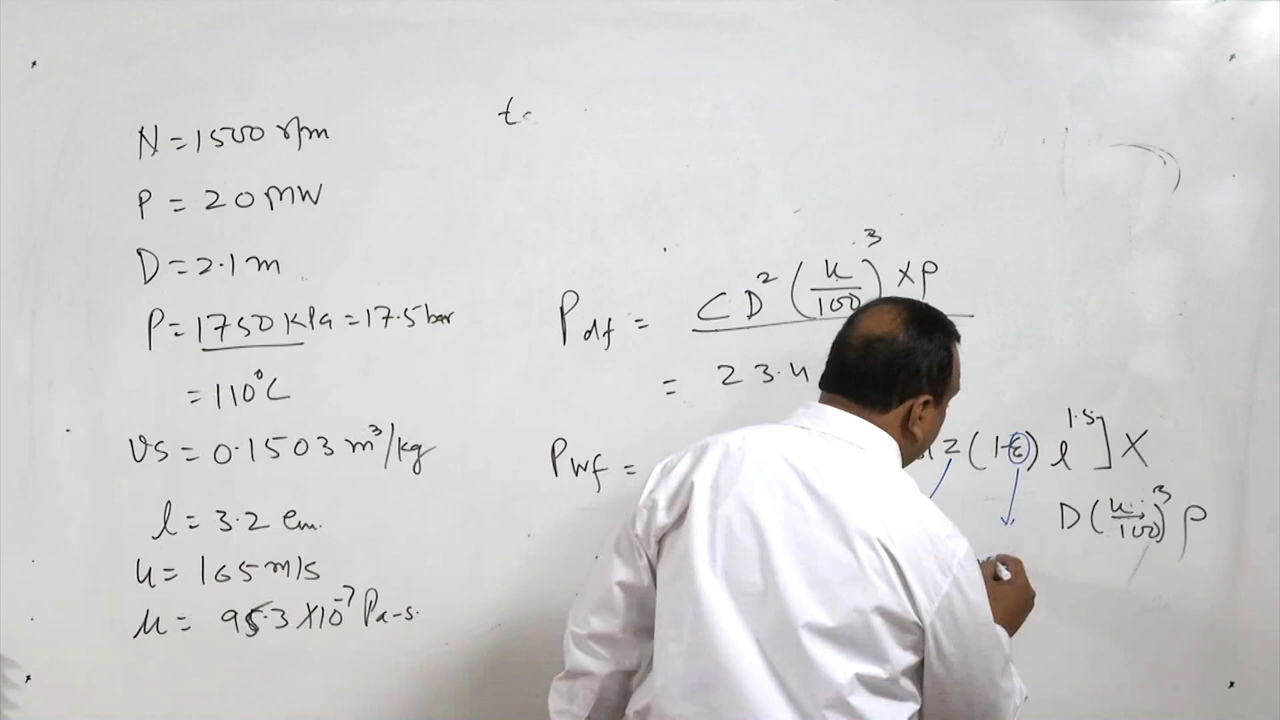 N = 1500 rpm
P = 20 MW
D = 2.1 m
P = 1750 KPa = 17.5 bar
= 110°C
vs = 0.1503 m³/kg
l = 3.2 cm.
u = 165 m/s
μ = 95.3 × 10⁻⁷ Pa-s.
t
P_df = C D² (u/100)³ × ρ
= 23.4
P_wf = z (1-ε) l^1.5] ×
D (u/100)³ ρ